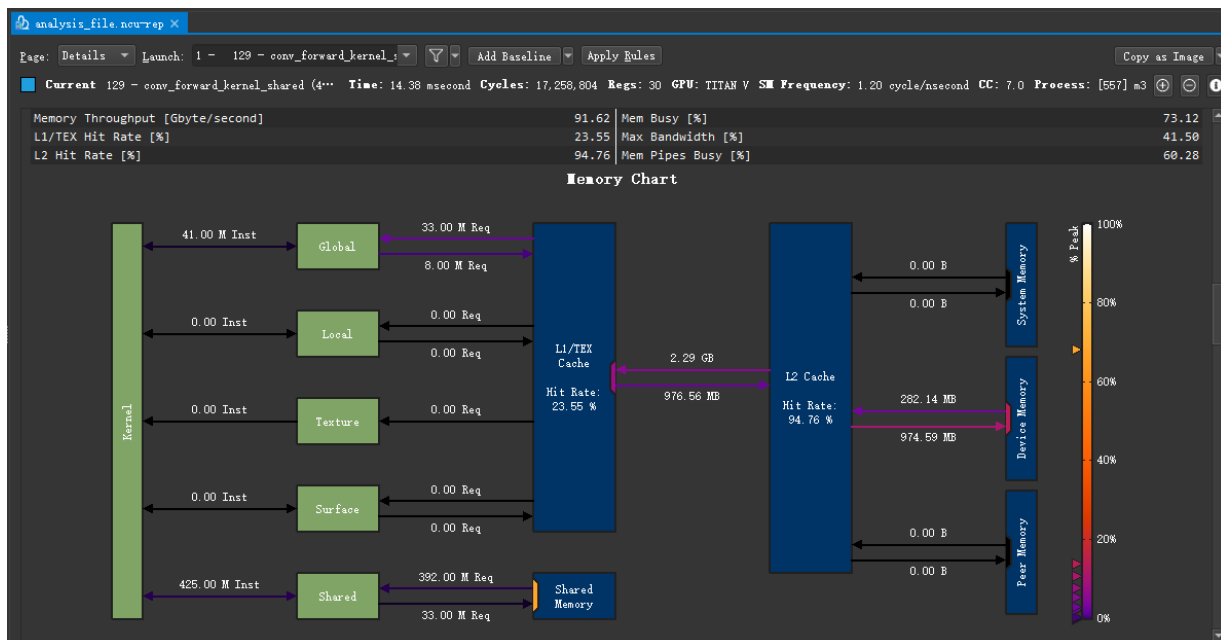 analysis_file.ncu-rep ×
Page: Details Launch: 1 - 129 - conv_forward_kernel_s Add Baseline Apply Rules Copy as Image
Current 129 - conv_forward_kernel_shared (4… Time: 14.38 msecond Cycles: 17,258,804 Regs: 30 GPU: TITAN V SM Frequency: 1.20 cycle/nsecond CC: 7.0 Process: [557] m3
Memory Throughput [Gbyte/second] 91.62 Mem Busy [%] 73.12
L1/TEX Hit Rate [%] 23.55 Max Bandwidth [%] 41.50
L2 Hit Rate [%] 94.76 Mem Pipes Busy [%] 60.28
Memory Chart
Kernel
41.00 M Inst
Global
33.00 M Req
8.00 M Req
0.00 Inst
Local
0.00 Req
0.00 Req
0.00 Inst
Texture
0.00 Req
0.00 Inst
Surface
0.00 Req
0.00 Req
425.00 M Inst
Shared
392.00 M Req
33.00 M Req
L1/TEX
Cache
Hit Rate:
23.55 %
Shared
Memory
2.29 GB
976.56 MB
L2 Cache
Hit Rate:
94.76 %
0.00 B
0.00 B
System Memory
282.14 MB
974.59 MB
Device Memory
0.00 B
0.00 B
Peer Memory
% Peak
100%
80%
60%
40%
20%
0%